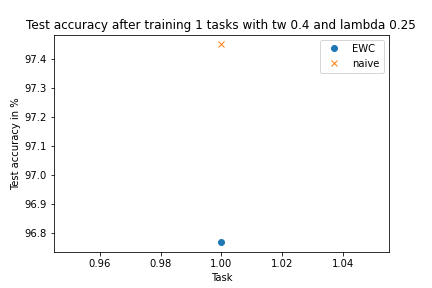 Test accuracy after training 1 tasks with tw 0.4 and lambda 0.25
EWC
naive
97.4
97.3
97.2
97.1
97.0
96.9
96.8
Test accuracy in %
0.96 0.98 1.00 1.02 1.04
Task